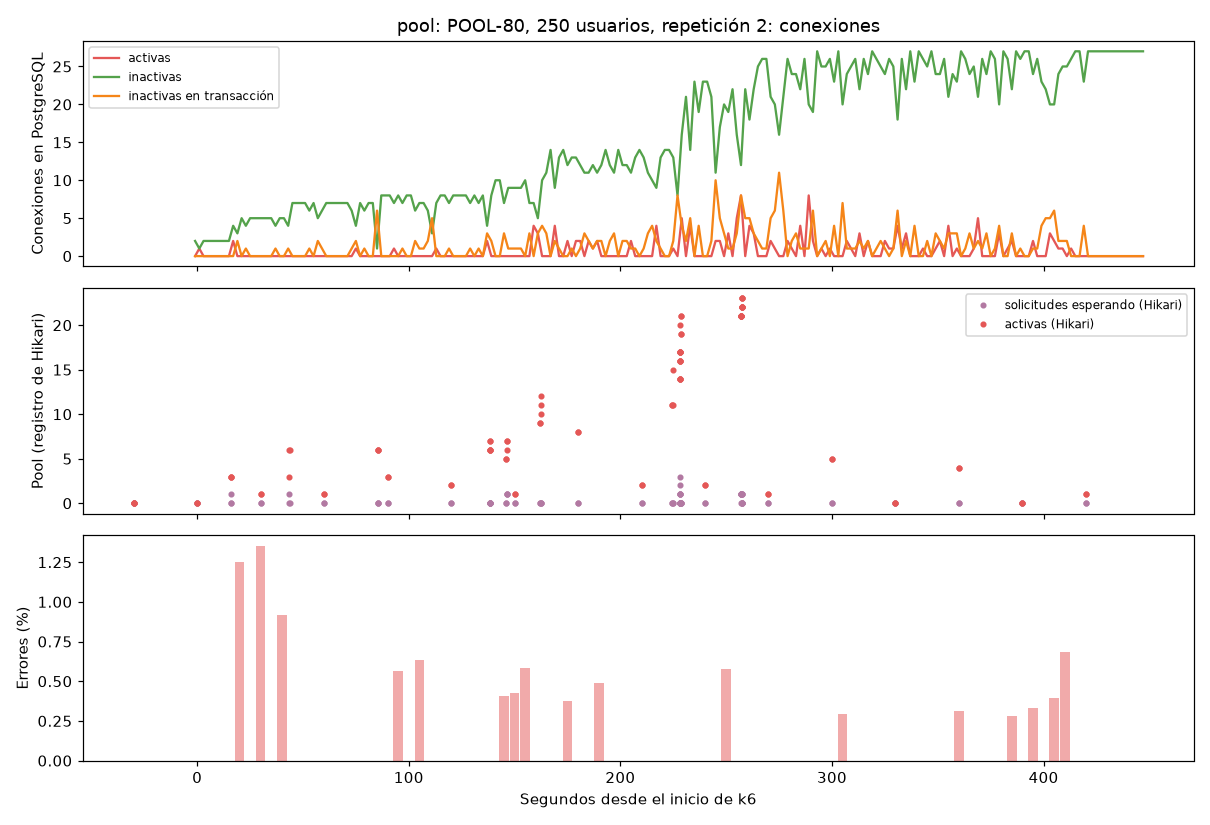 pool: POOL-80, 250 usuarios, repetición 2: conexiones
Conexiones en PostgreSQL
25
20
15
10
5
0
activas
inactivas
inactivas en transacción
Pool (registro de Hikari)
20
15
10
5
0
solicitudes esperando (Hikari)
activas (Hikari)
Errores (%)
1.25
1.00
0.75
0.50
0.25
0.00
0
100
200
300
400
Segundos desde el inicio de k6